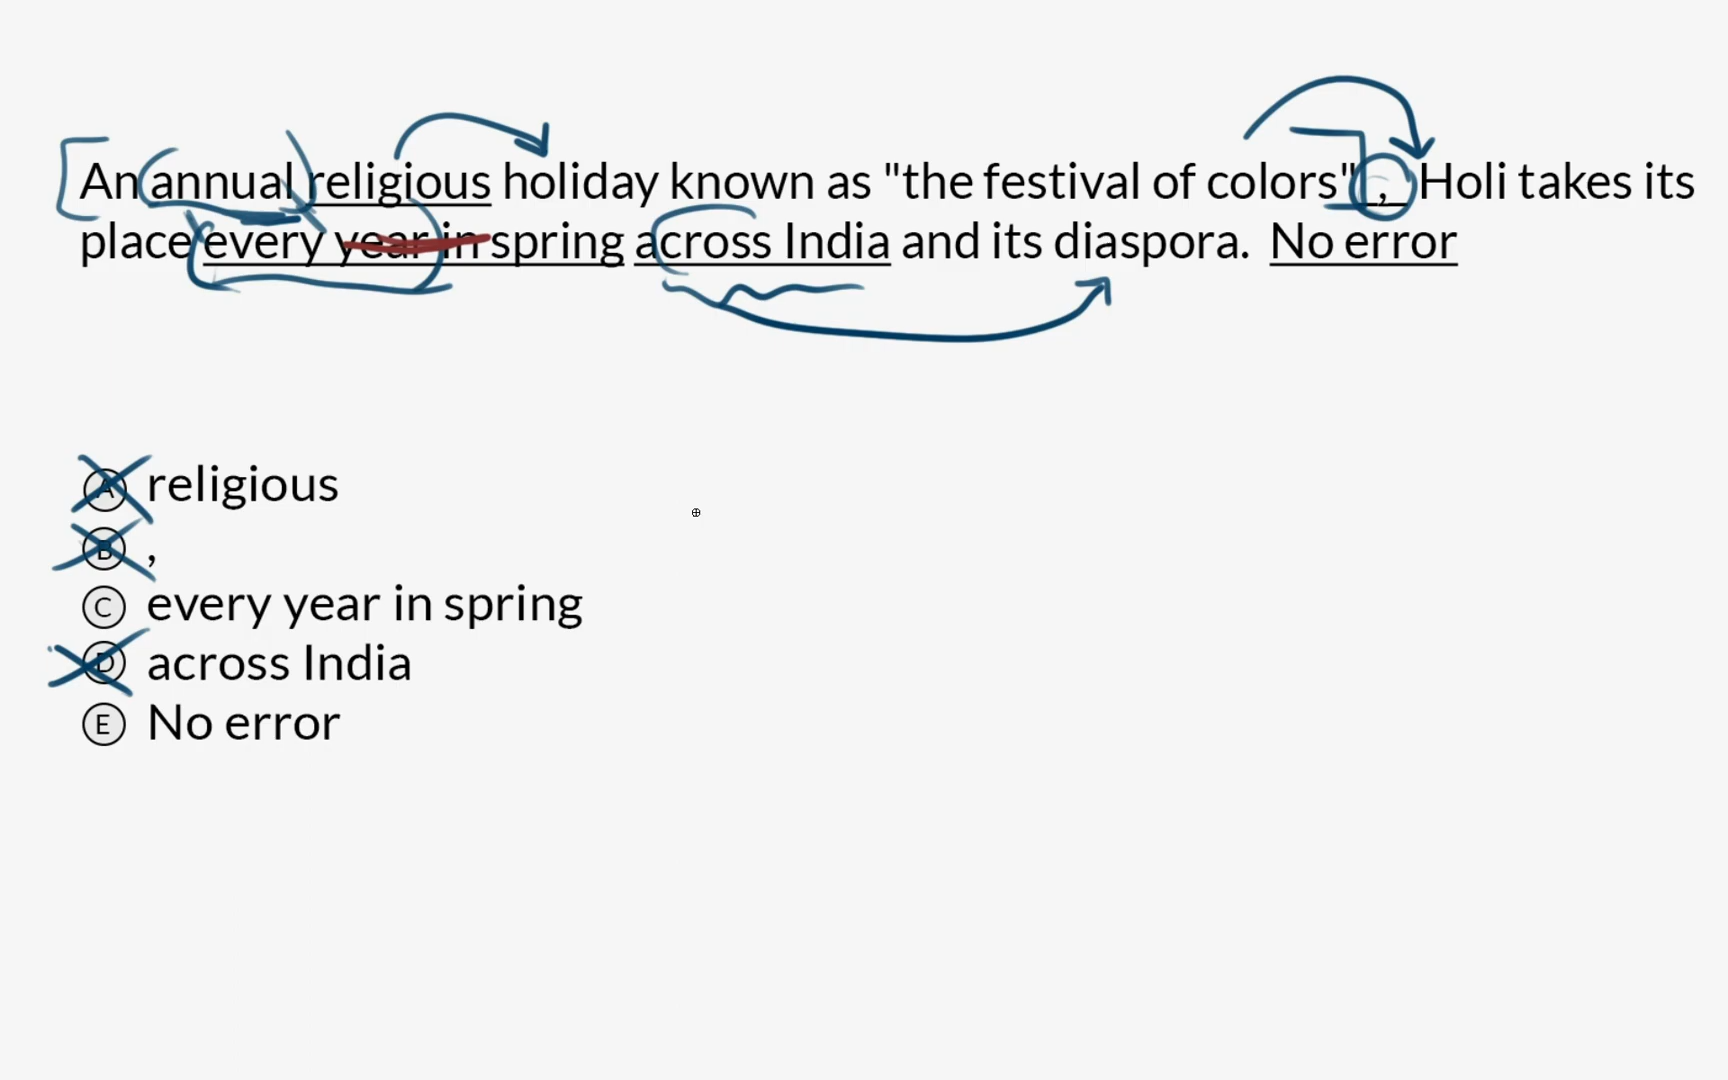 An annual religious holiday known as "the festival of colors" , Holi takes its
place every year in spring across India and its diaspora. No error
A religious
B ,
C every year in spring
D across India
E No error